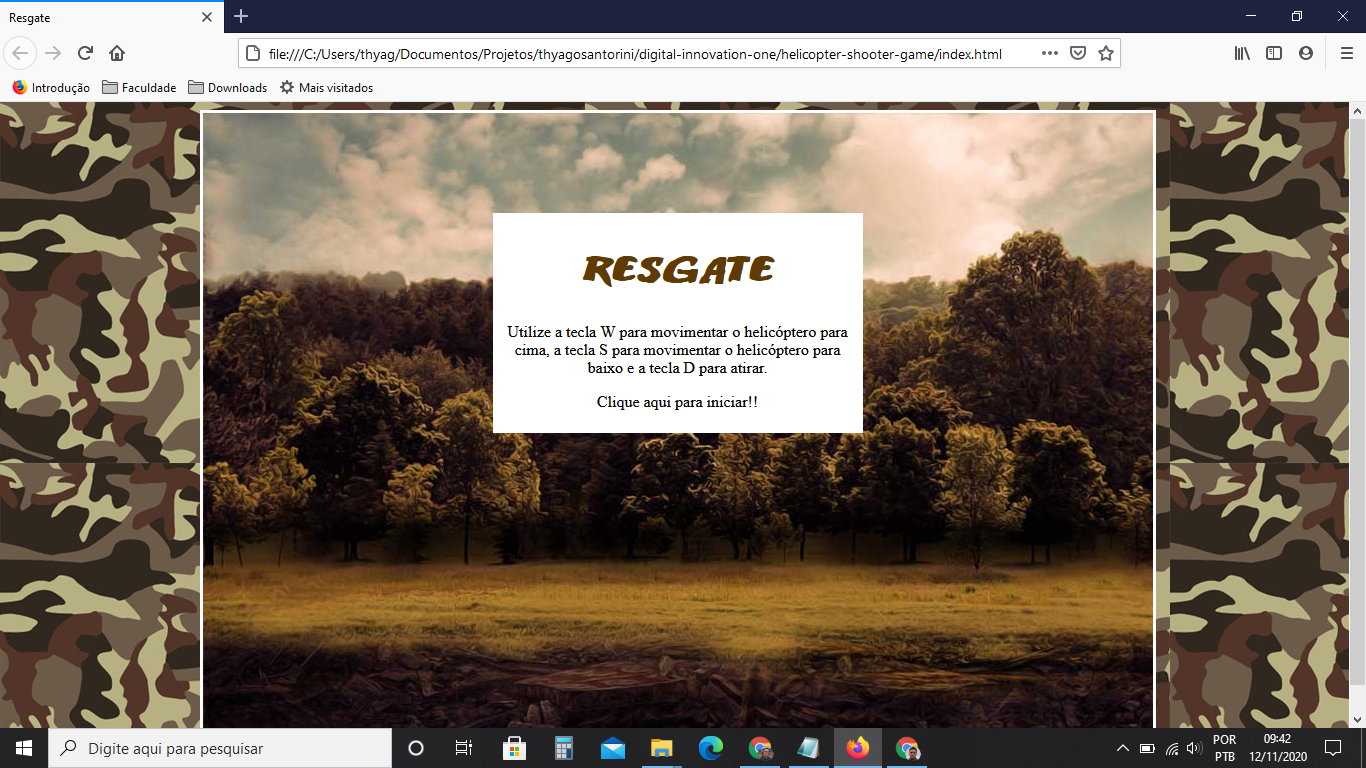 Resgate
file:///C:/Users/thyag/Documentos/Projetos/thyagosantorini/digital-innovation-one/helicopter-shooter-game/index.html
Introdução Faculdade Downloads Mais visitados
RESGATE
Utilize a tecla W para movimentar o helicóptero para
cima, a tecla S para movimentar o helicóptero para
baixo e a tecla D para atirar.
Clique aqui para iniciar!!
Digite aqui para pesquisar
POR
PTB
09:42
12/11/2020